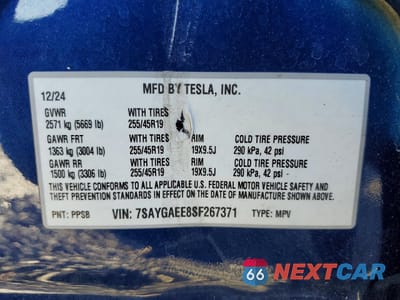 MFD BY TESLA, INC.
12/24
GVWR WITH TIRES
2571 kg (5669 lb) 255/45R19
GAWR FRT WITH TIRES RIM COLD TIRE PRESSURE
1363 kg (3004 lb) 255/45R19 19X9.5J 290 kPa, 42 psi
GAWR RR WITH TIRES RIM COLD TIRE PRESSURE
1500 kg (3306 lb) 255/45R19 19X9.5J 290 kPa, 42 psi
THIS VEHICLE CONFORMS TO ALL APPLICABLE U.S. FEDERAL MOTOR VEHICLE SAFETY AND
THEFT PREVENTION STANDARDS IN EFFECT ON THE DATE OF MANUFACTURE SHOWN ABOVE.
PNT: PPSB VIN: 7SAYGAEE8SF267371 TYPE: MPV
66 NEXTCAR